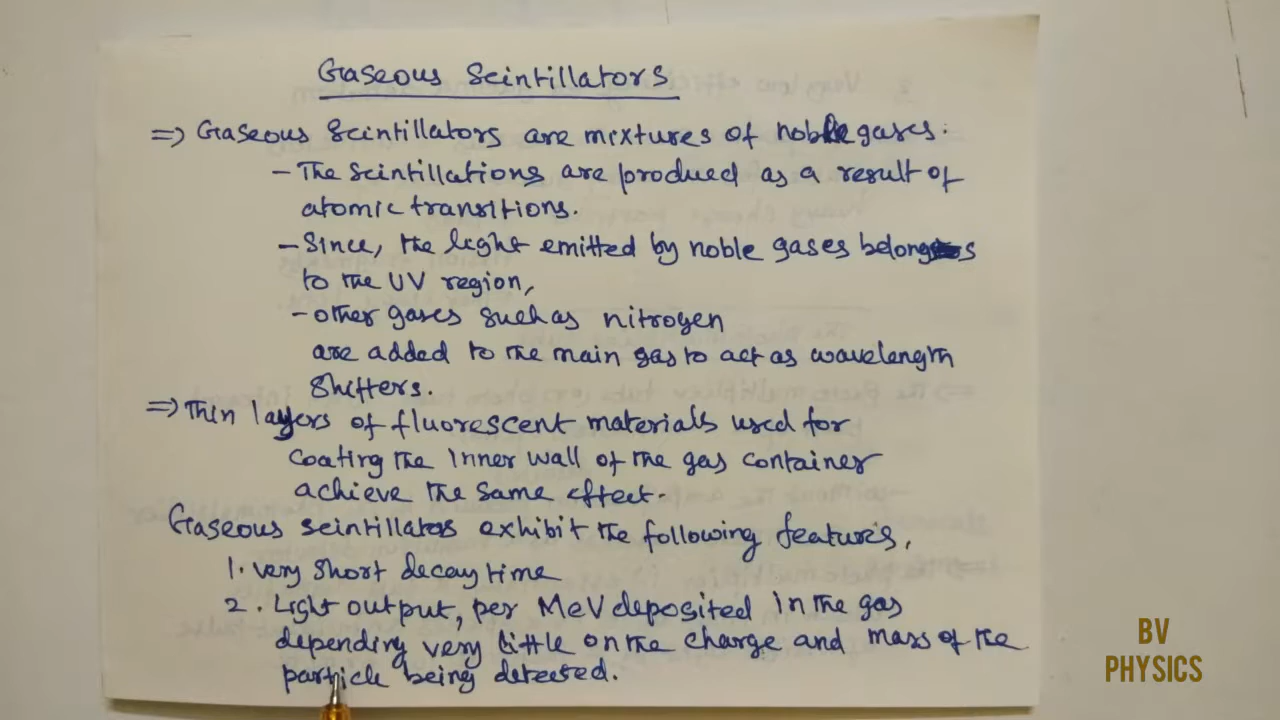 Gaseous Scintillators
=> Gaseous Scintillators are mixtures of noble gases.
- The scintillations are produced as a result of
atomic transitions.
- Since, the light emitted by noble gases belongs
to the UV region,
- other gases such as nitrogen
are added to the main gas to act as wavelength
shifters.
=> Thin layers of fluorescent materials used for
coating the inner wall of the gas container
achieve the same effect.
Gaseous scintillators exhibit the following features,
1. very short decay time
2. Light output, per MeV deposited in the gas
depending very little on the charge and mass of the
particle being detected.
BV
PHYSICS